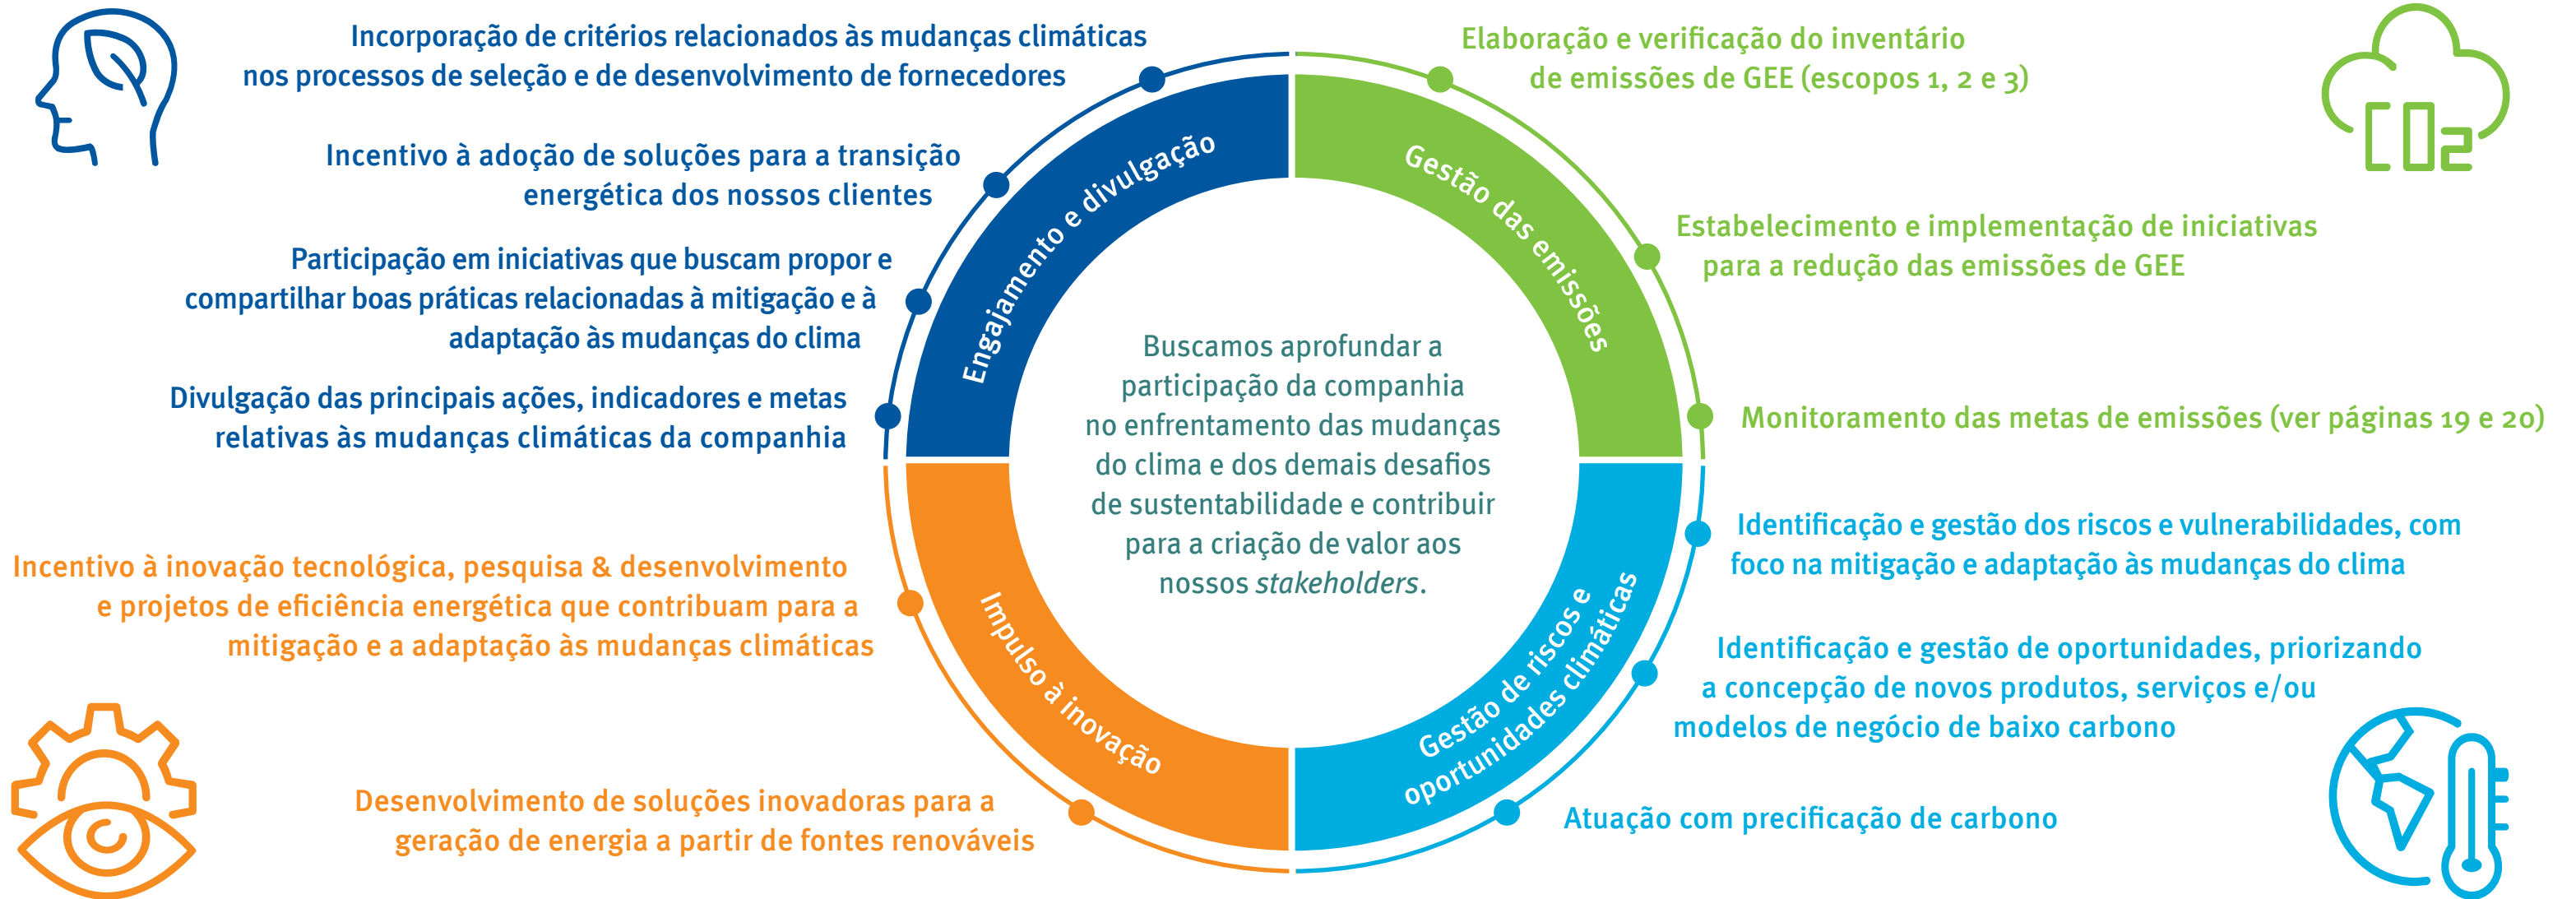 Incorporação de critérios relacionados às mudanças climáticas
nos processos de seleção e de desenvolvimento de fornecedores
Incentivo à adoção de soluções para a transição
energética dos nossos clientes
Participação em iniciativas que buscam propor e
compartilhar boas práticas relacionadas à mitigação e à
adaptação às mudanças do clima
Divulgação das principais ações, indicadores e metas
relativas às mudanças climáticas da companhia
Engajamento e divulgação
Gestão das emissões
Elaboração e verificação do inventário
de emissões de GEE (escopos 1, 2 e 3)
CO2
Estabelecimento e implementação de iniciativas
para a redução das emissões de GEE
Monitoramento das metas de emissões (ver páginas 19 e 20)
Buscamos aprofundar a
participação da companhia
no enfrentamento das mudanças
do clima e dos demais desafios
de sustentabilidade e contribuir
para a criação de valor aos
nossos stakeholders.
Incentivo à inovação tecnológica, pesquisa & desenvolvimento
e projetos de eficiência energética que contribuam para a
mitigação e a adaptação às mudanças climáticas
Desenvolvimento de soluções inovadoras para a
geração de energia a partir de fontes renováveis
Impulso à inovação
Gestão de riscos e
oportunidades climáticas
Identificação e gestão dos riscos e vulnerabilidades, com
foco na mitigação e adaptação às mudanças do clima
Identificação e gestão de oportunidades, priorizando
a concepção de novos produtos, serviços e/ou
modelos de negócio de baixo carbono
Atuação com precificação de carbono